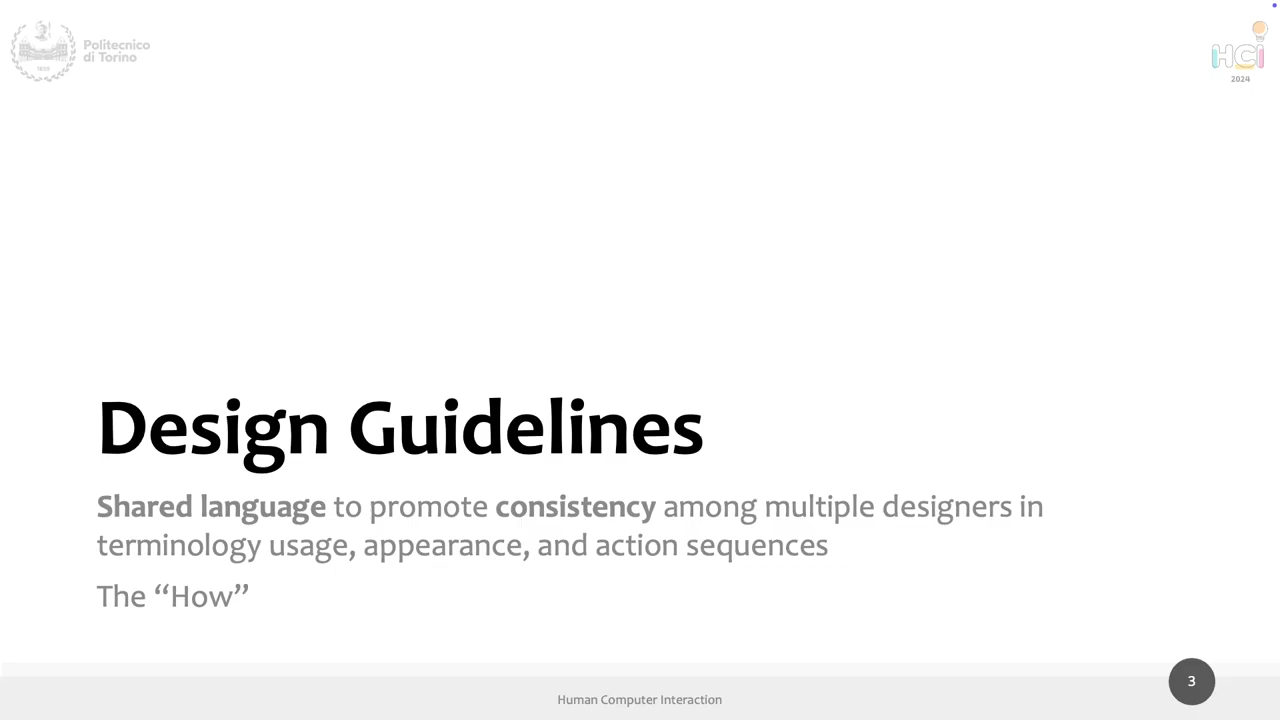 Politecnico
di Torino
1859
HCI
2024
Design Guidelines
Shared language to promote consistency among multiple designers in
terminology usage, appearance, and action sequences
The “How”
Human Computer Interaction
3